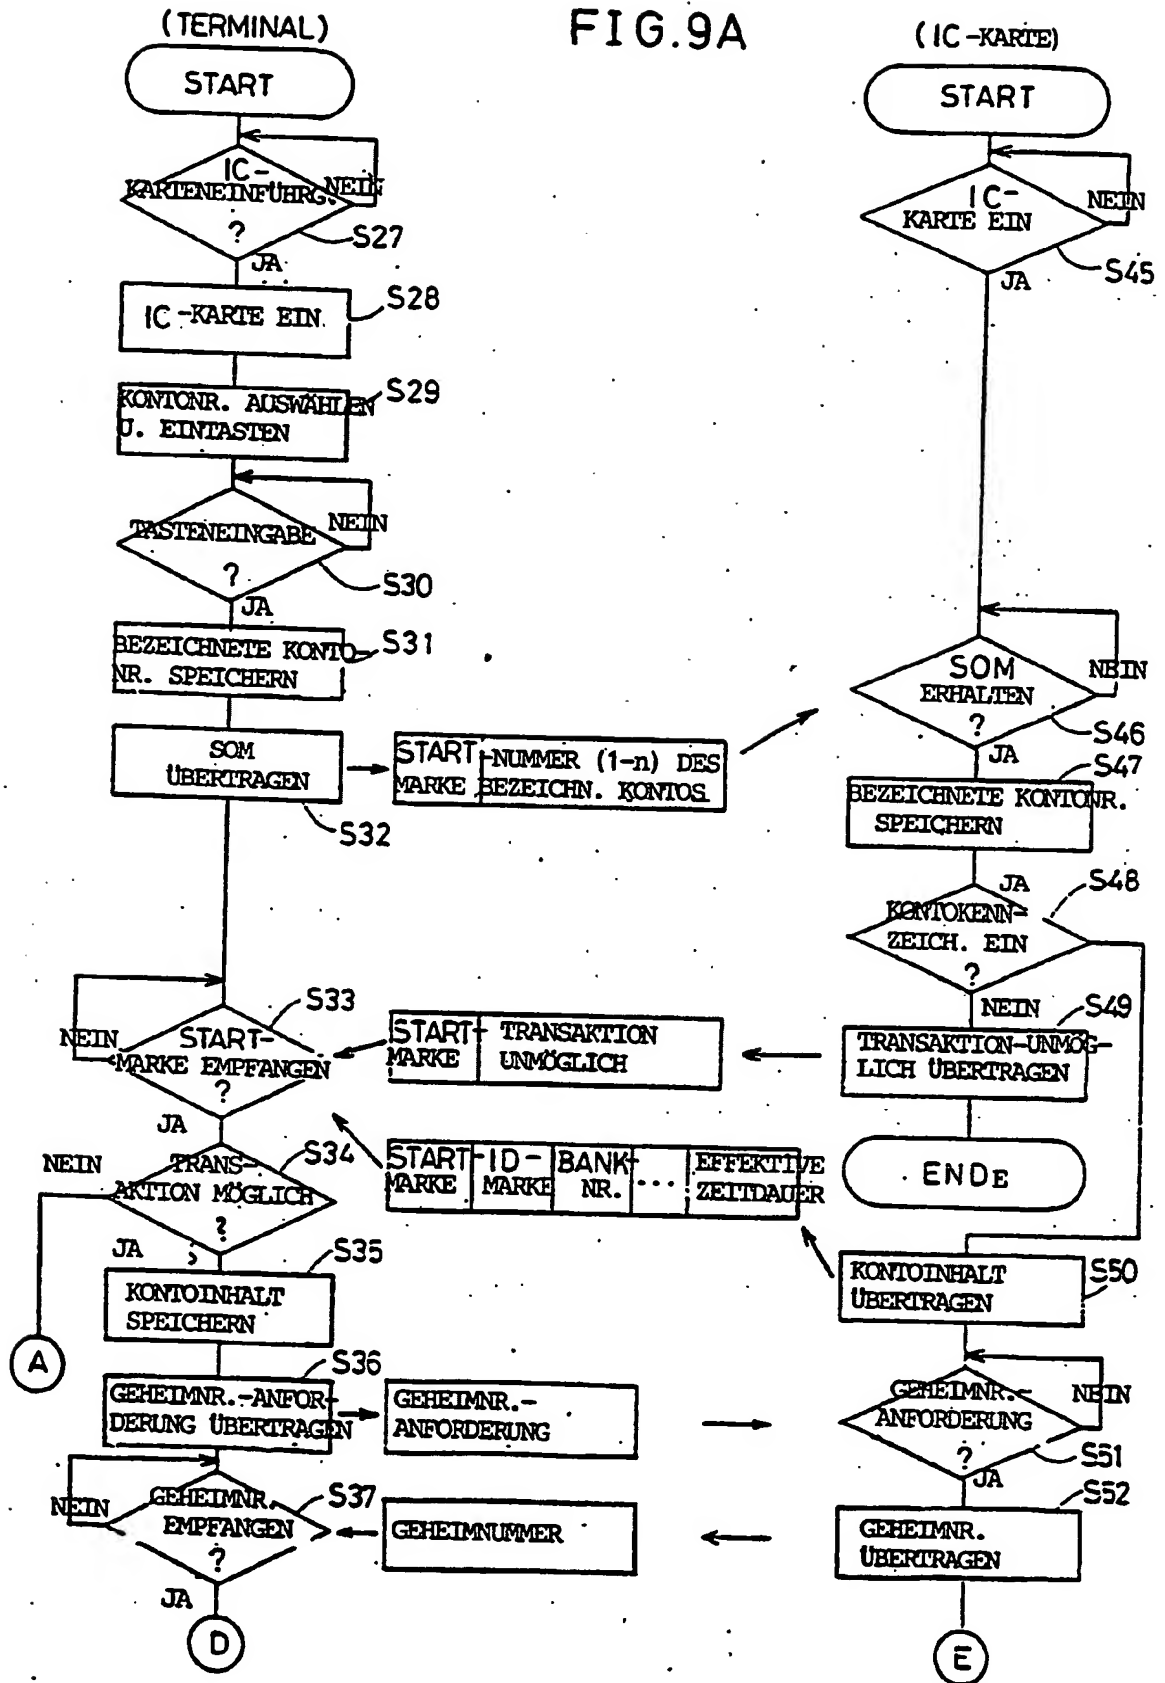 FIG.9A
(TERMINAL)
START
IC-
KARTENEINFÜHRG.
?
NEIN
S27
JA
IC-KARTE EIN.
S28
KONTONR. AUSWÄHLEN
U. EINTASTEN
S29
TASTENEINGABE
?
NEIN
S30
JA
BEZEICHNETE KONTO-
NR. SPEICHERN
S31
SOM
ÜBERTRAGEN
S32
START-
MARKE
NUMMER (1-n) DES
BEZEICHN. KONTOS
START-
MARKE EMPFANGEN
?
NEIN
S33
JA
START-
MARKE
TRANSAKTION
UNMÖGLICH
TRANS-
AKTION MÖGLICH
?
NEIN
S34
JA
START-
MARKE
ID-
MARKE
BANK-
NR.
...
EFFEKTIVE
ZEITDAUER
A
KONTOINHALT
SPEICHERN
S35
GEHEIMNR.-ANFOR-
DERUNG ÜBERTRAGEN
S36
GEHEIMNR.-
ANFORDERUNG
GEHEIMNR.
EMPFANGEN
?
NEIN
S37
JA
GEHEIMNUMMER
D
(IC-KARTE)
START
IC-
KARTE EIN
NEIN
S45
JA
SOM
ERHALTEN
?
NEIN
S46
JA
BEZEICHNETE KONTONR.
SPEICHERN
S47
JA
KONTOKENN-
ZEICH. EIN
?
S48
NEIN
TRANSAKTION-UNMÖG-
LICH ÜBERTRAGEN
S49
ENDE
KONTOINHALT
ÜBERTRAGEN
S50
GEHEIMNR.-
ANFORDERUNG
?
NEIN
S51
JA
GEHEIMNR.
ÜBERTRAGEN
S52
E